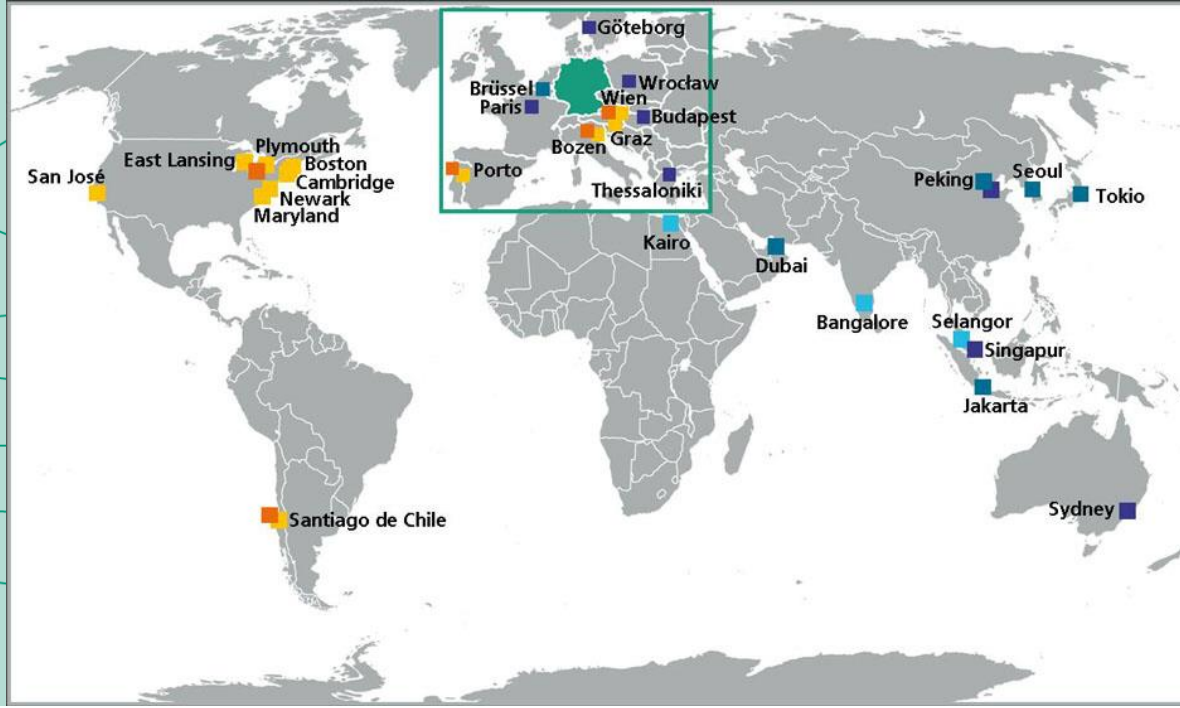 Göteborg
Brüssel
Wrocław
Paris
Wien
Budapest
Bozen
Graz
Porto
Thessaloniki
Plymouth
East Lansing
Boston
San José
Cambridge
Newark
Maryland
Peking
Seoul
Tokio
Kairo
Dubai
Bangalore
Selangor
Singapur
Jakarta
Santiago de Chile
Sydney